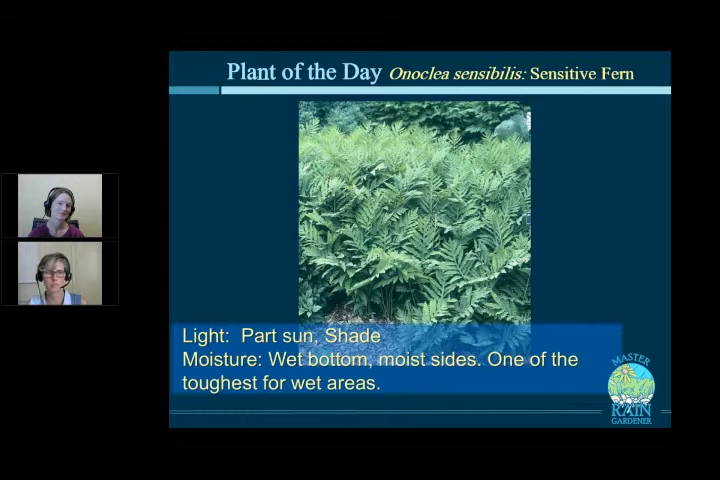 Plant of the Day Onoclea sensibilis: Sensitive Fern
Light: Part sun, Shade
Moisture: Wet bottom, moist sides. One of the
toughest for wet areas.
MASTER
RAIN
GARDENER